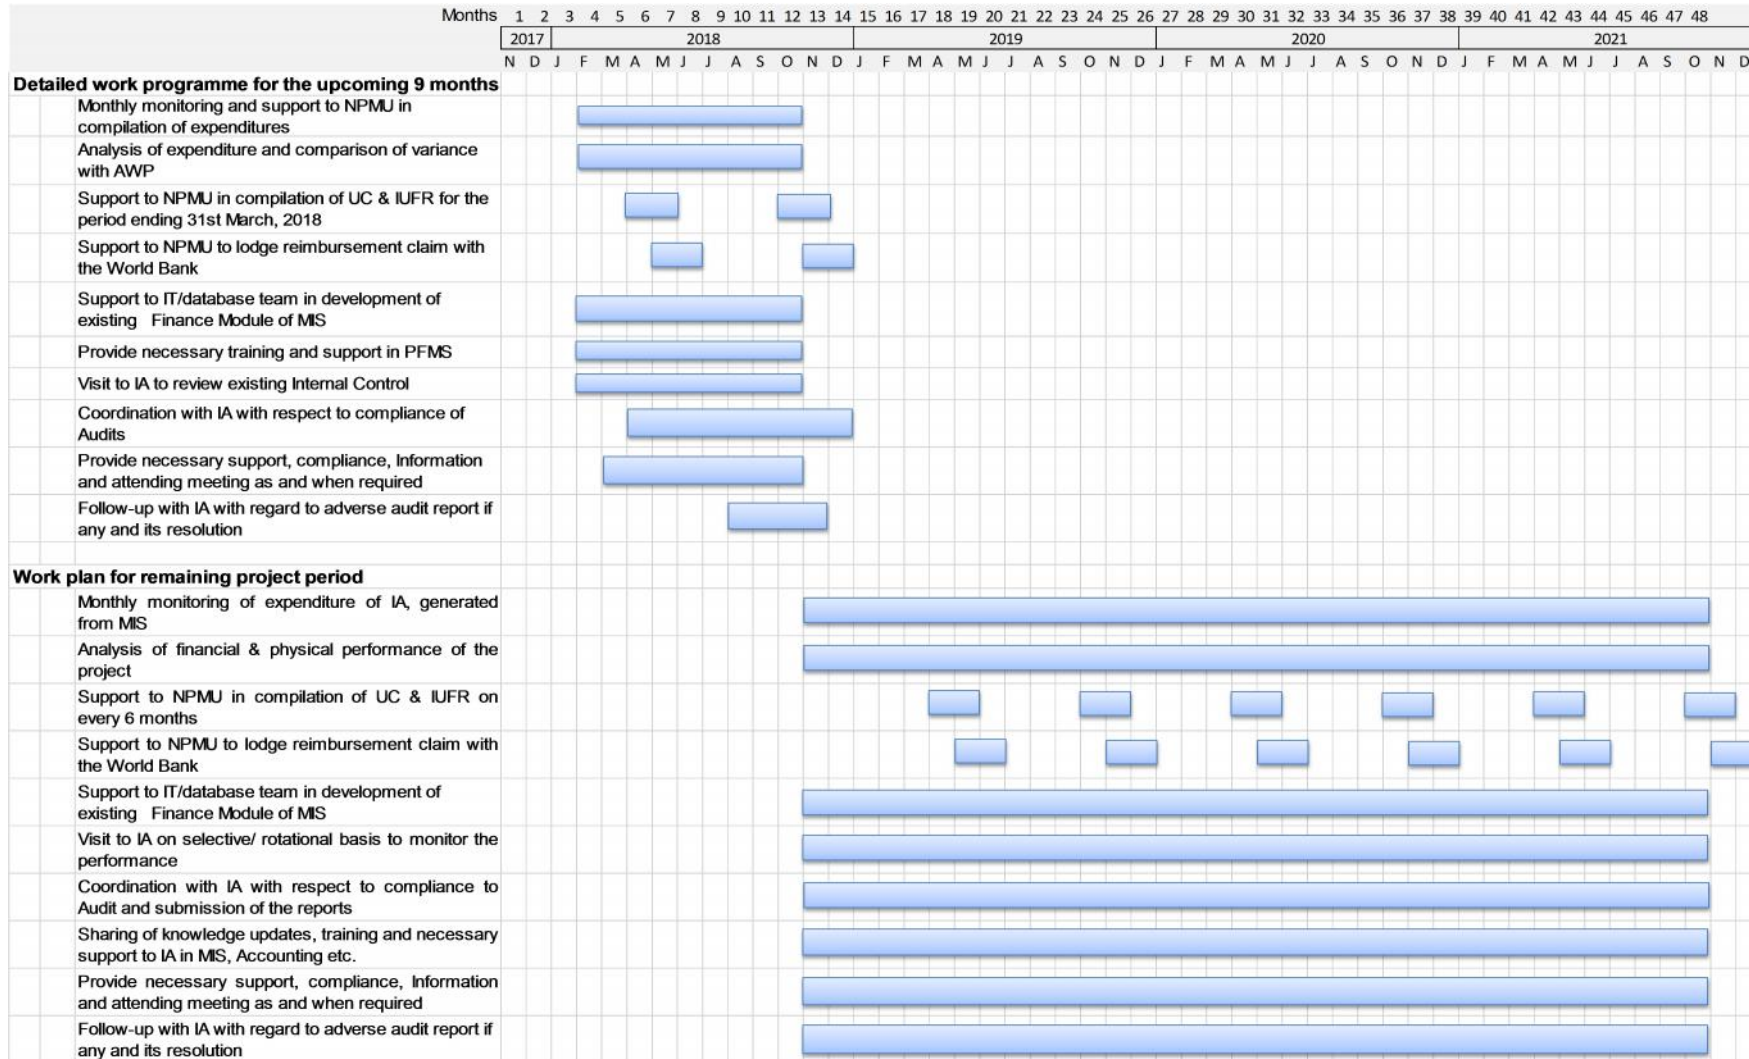 Months 1 2 3 4 5 6 7 8 9 10 11 12 13 14 15 16 17 18 19 20 21 22 23 24 25 26 27 28 29 30 31 32 33 34 35 36 37 38 39 40 41 42 43 44 45 46 47 48
2017 2018 2019 2020 2021
N D J F M A M J J A S O N D J F M A M J J A S O N D J F M A M J J A S O N D J F M A M J J A S O N D
Detailed work programme for the upcoming 9 months
Monthly monitoring and support to NPMU in
compilation of expenditures
Analysis of expenditure and comparison of variance
with AWP
Support to NPMU in compilation of UC & IUFR for the
period ending 31st March, 2018
Support to NPMU to lodge reimbursement claim with
the World Bank
Support to IT/database team in development of
existing Finance Module of MIS
Provide necessary training and support in PFMS
Visit to IA to review existing Internal Control
Coordination with IA with respect to compliance of
Audits
Provide necessary support, compliance, Information
and attending meeting as and when required
Follow-up with IA with regard to adverse audit report if
any and its resolution
Work plan for remaining project period
Monthly monitoring of expenditure of IA, generated
from MIS
Analysis of financial & physical performance of the
project
Support to NPMU in compilation of UC & IUFR on
every 6 months
Support to NPMU to lodge reimbursement claim with
the World Bank
Support to IT/database team in development of
existing Finance Module of MIS
Visit to IA on selective/ rotational basis to monitor the
performance
Coordination with IA with respect to compliance to
Audit and submission of the reports
Sharing of knowledge updates, training and necessary
support to IA in MIS, Accounting etc.
Provide necessary support, compliance, Information
and attending meeting as and when required
Follow-up with IA with regard to adverse audit report if
any and its resolution